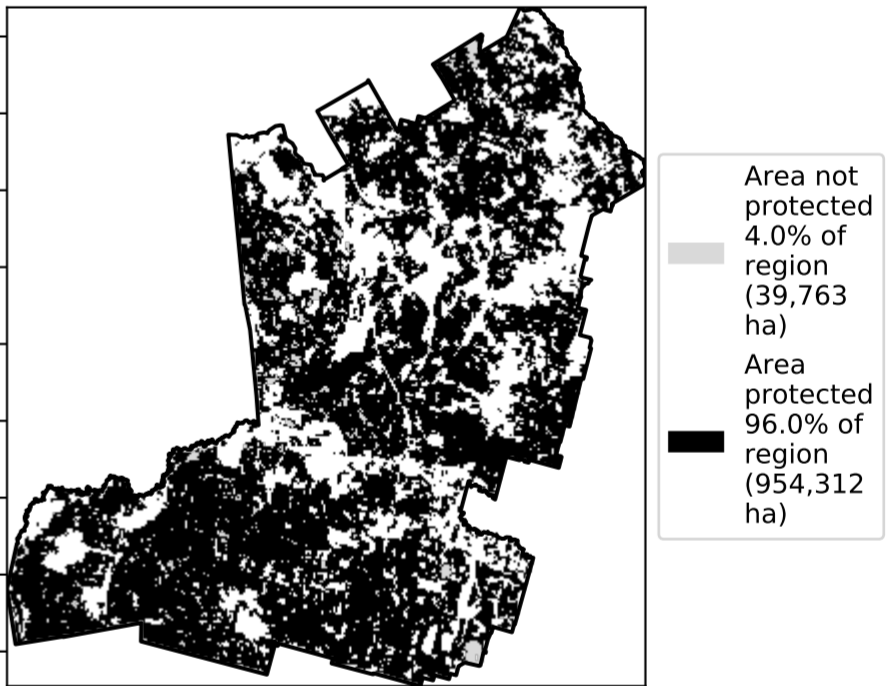 Area not
protected
4.0% of
region
(39,763
ha)
Area
protected
96.0% of
region
(954,312
ha)